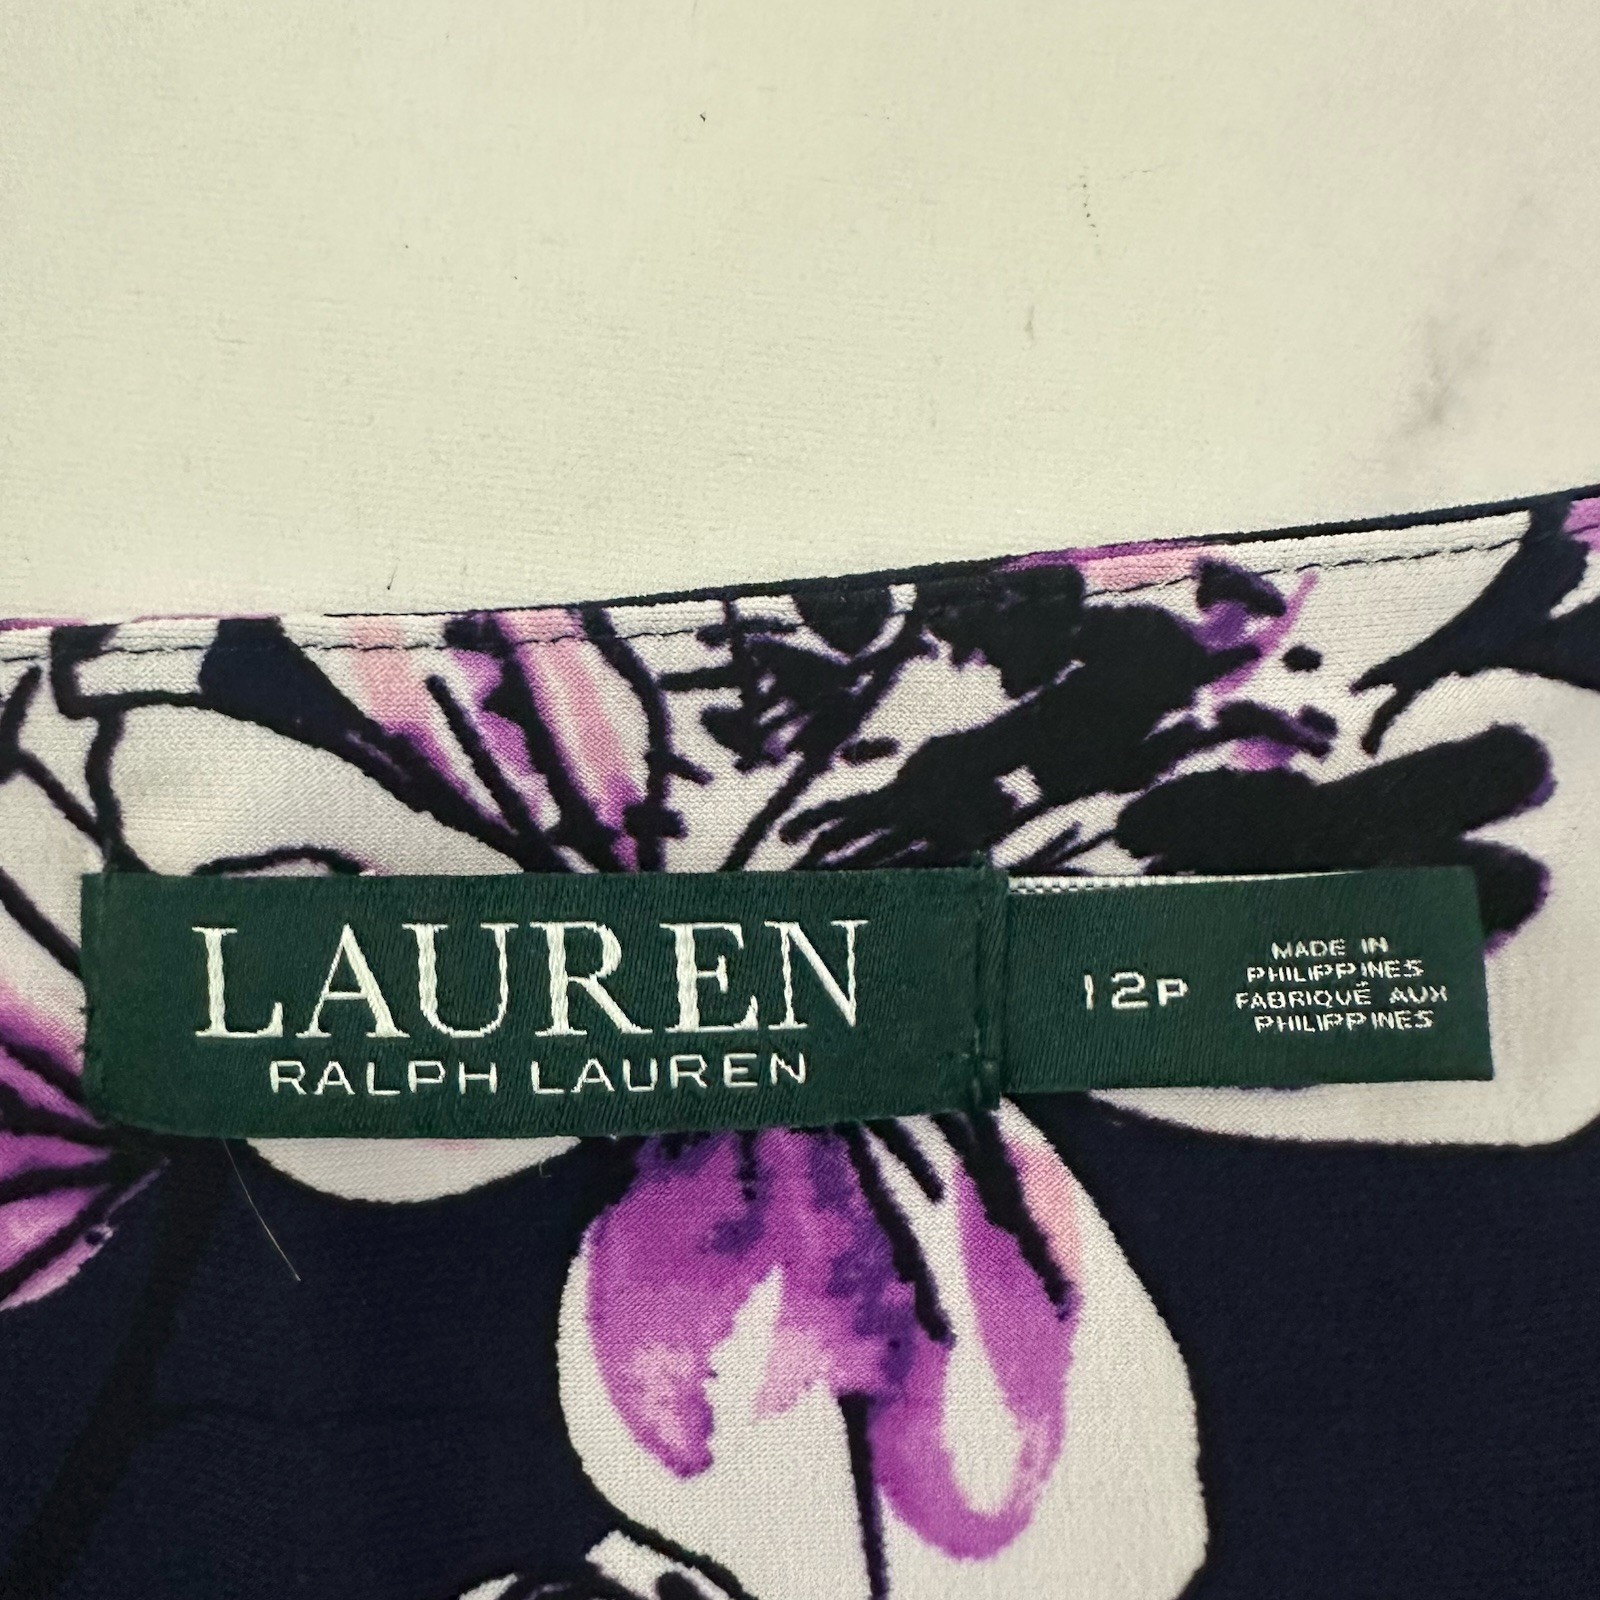 LAUREN
RALPH LAUREN
12P
MADE IN
PHILIPPINES
FABRIQUÉ AUX
PHILIPPINES